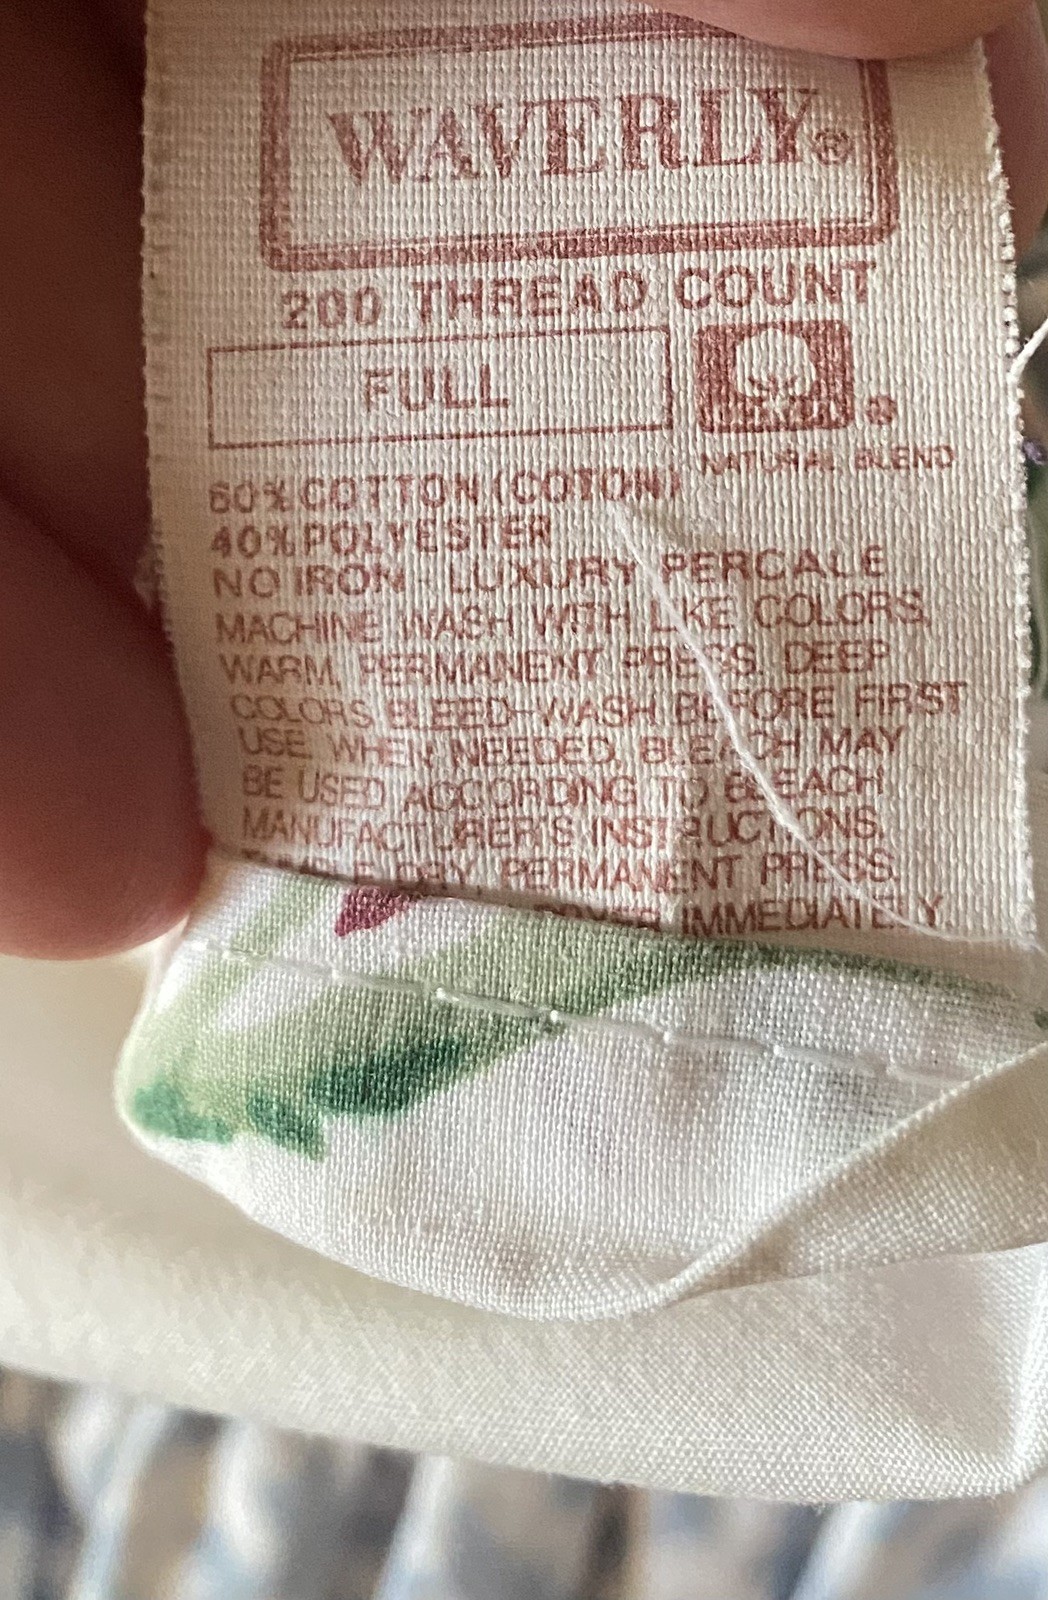 WAVERLY®
200 THREAD COUNT
FULL
®
NATURAL BLEND
60% COTTON (COTON)
40% POLYESTER
NO IRON - LUXURY PERCALE
MACHINE WASH WITH LIKE COLORS,
WARM, PERMANENT PRESS. DEEP
COLORS BLEED-WASH BEFORE FIRST
USE WHEN NEEDED. BLEACH MAY
BE USED ACCORDING TO BLEACH
MANUFACTURER'S INSTRUCTIONS.
DRY, PERMANENT PRESS.
DRYER IMMEDIATELY.